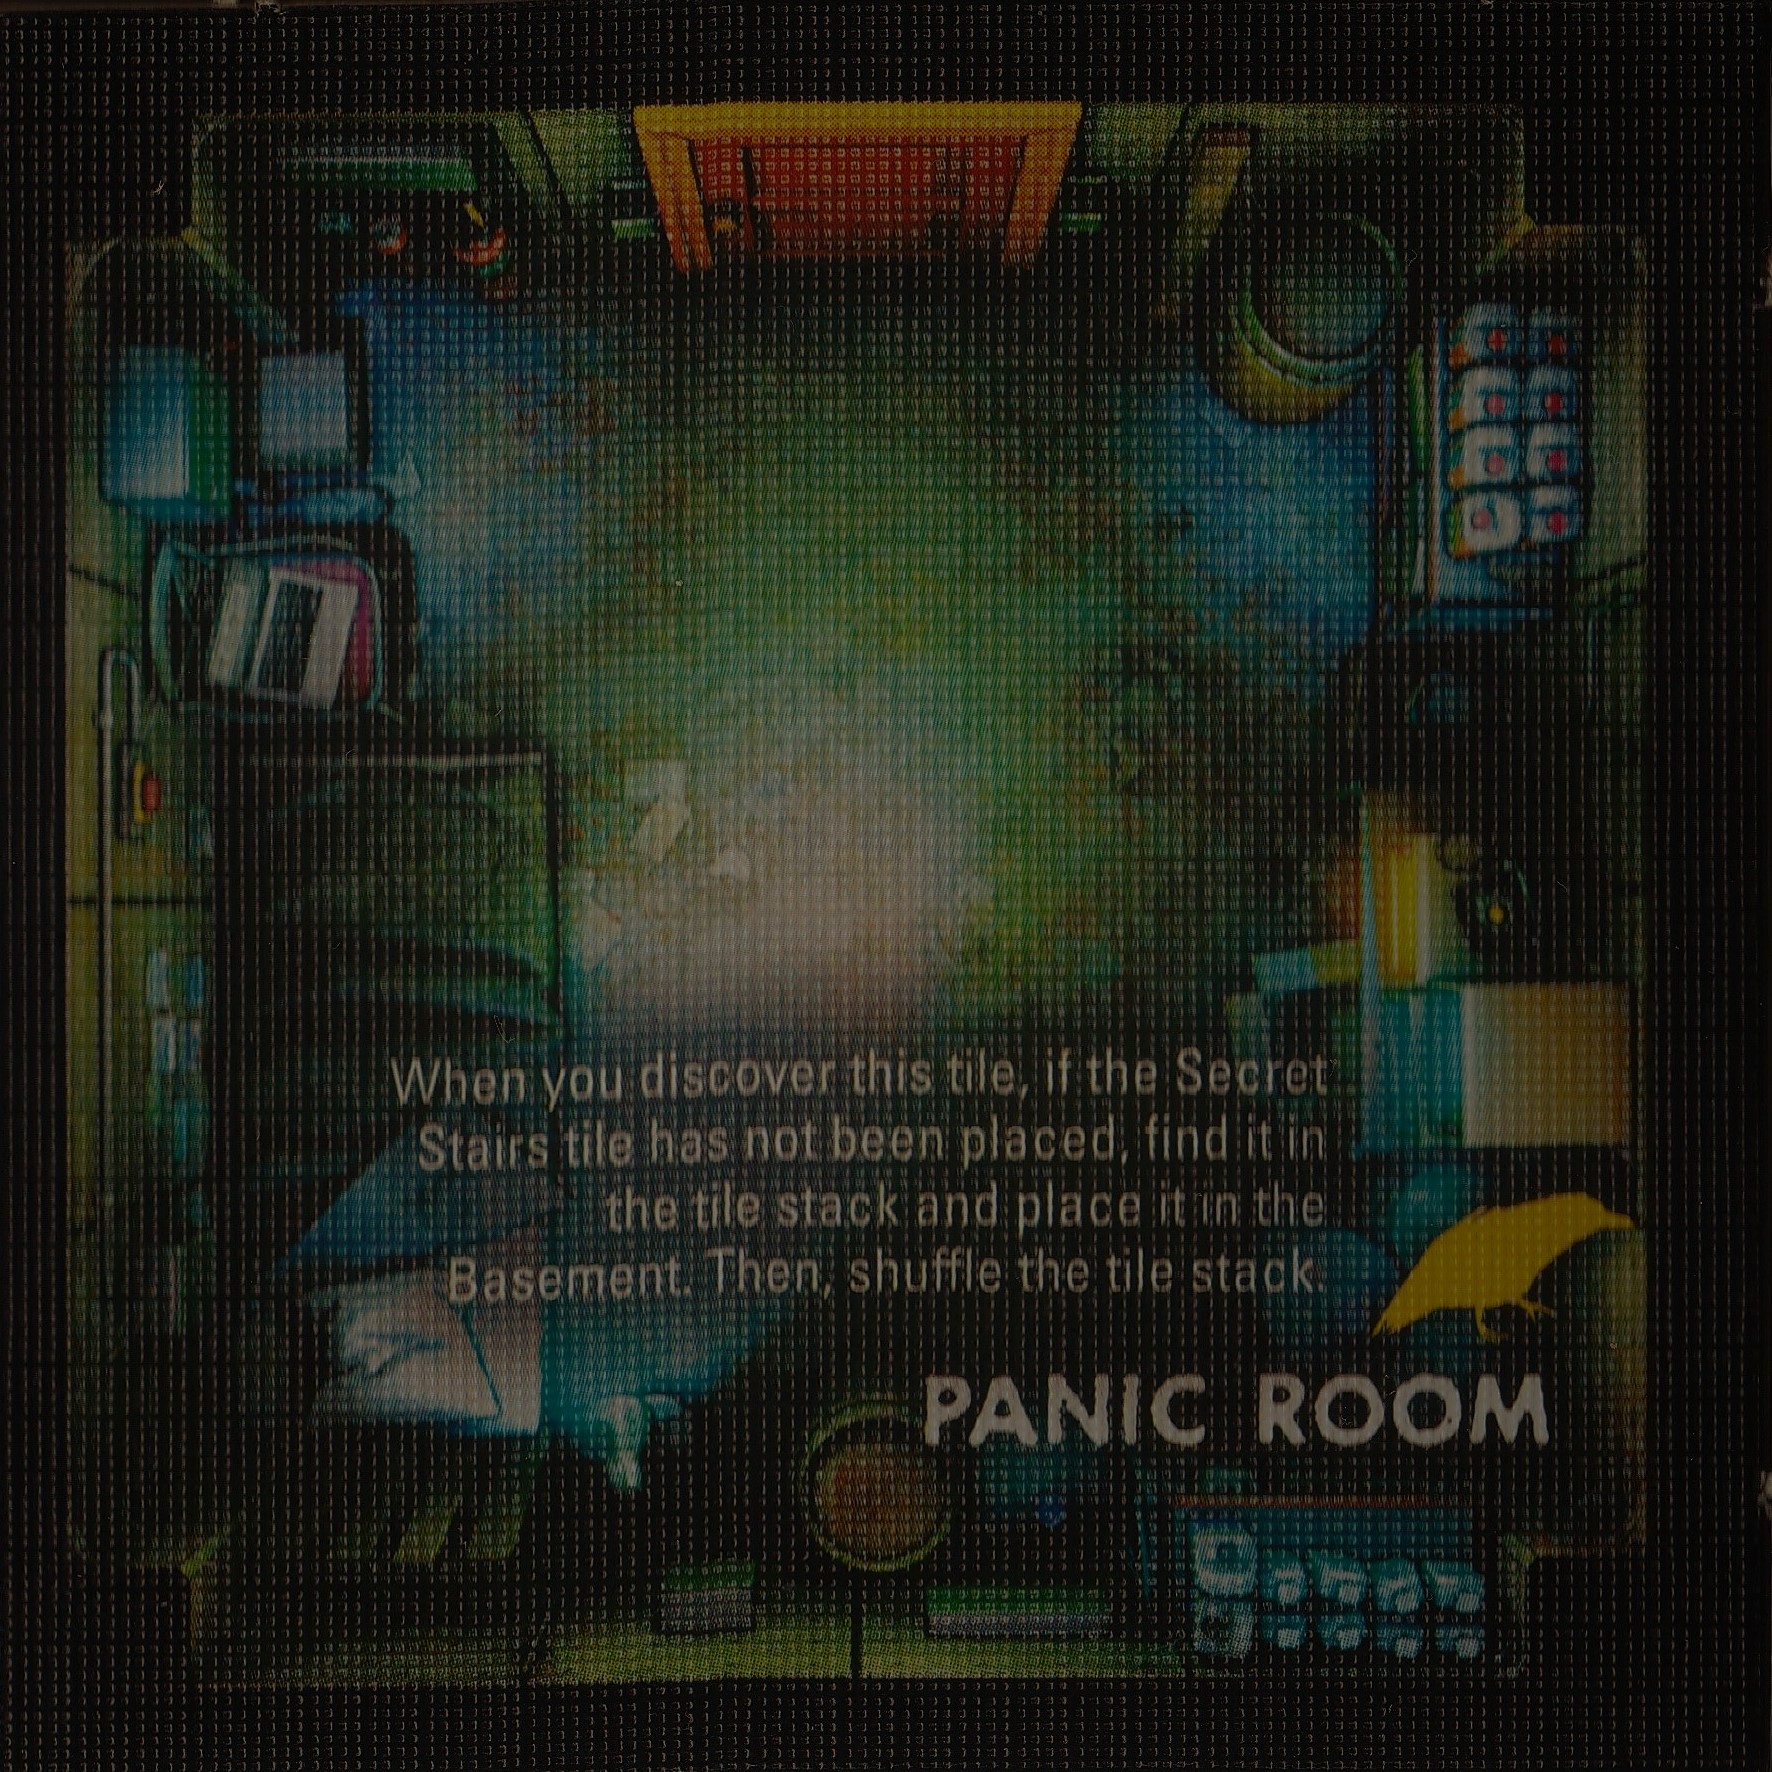 When you discover this tile, if the Secret
Stairs tile has not been placed, find it in
the tile stack and place it in the
Basement. Then, shuffle the tile stack.
PANIC ROOM